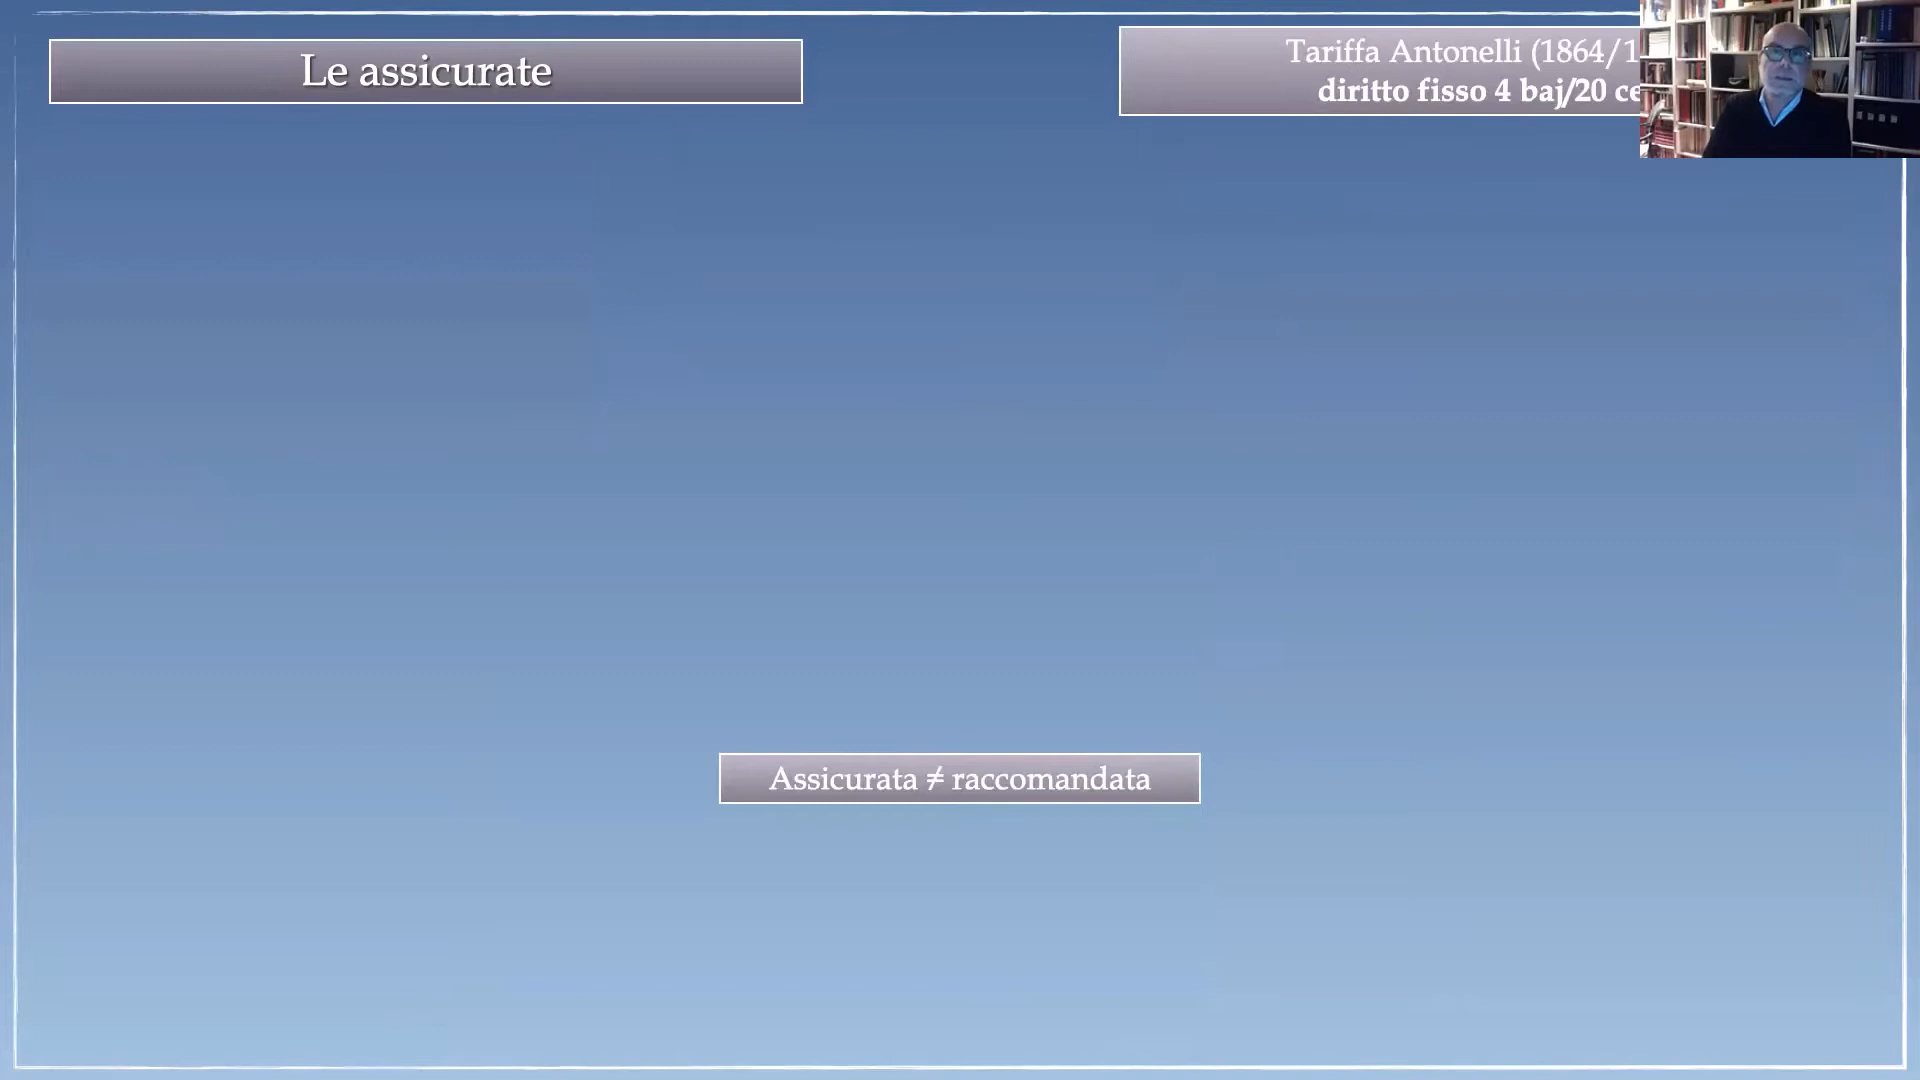 Le assicurate
Tariffa Antonelli (1864/1
diritto fisso 4 baj/20 ce
Assicurata ≠ raccomandata